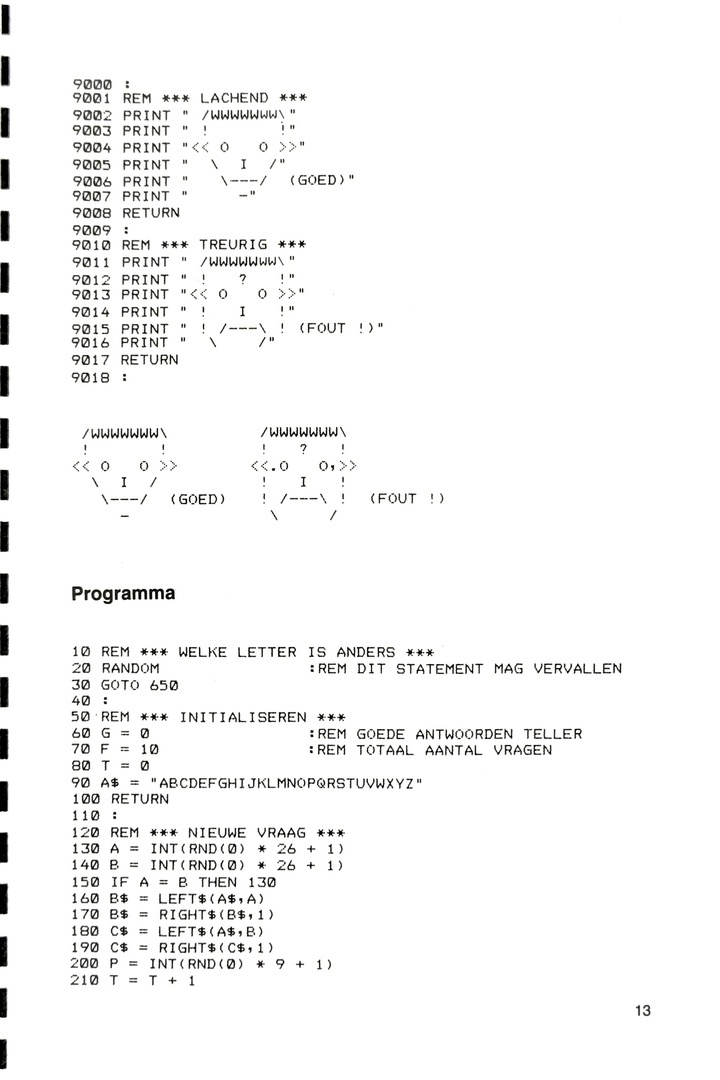 9000 :
9001 REM *** LACHEND ***
9002 PRINT "  /WWWWWWW\"
9003 PRINT "  !       !"
9004 PRINT "<< O   O >>"
9005 PRINT "   \  I  /"
9006 PRINT "    \---/  (GOED)"
9007 PRINT "      -"
9008 RETURN
9009 :
9010 REM *** TREURIG ***
9011 PRINT "  /WWWWWWW\"
9012 PRINT "  !   ?   !"
9013 PRINT "<< O   O >>"
9014 PRINT "  !   I   !"
9015 PRINT "  ! /---\ ! (FOUT !)"
9016 PRINT "   \     /"
9017 RETURN
9018 :
 /WWWWWWW\          /WWWWWWW\
 !       !          !   ?   !
<< O   O >>        <<.O   O,>>
  \  I  /           !   I   !
   \---/  (GOED)    ! /---\ !  (FOUT !)
     -               \     /
Programma
10 REM *** WELKE LETTER IS ANDERS ***
20 RANDOM               :REM DIT STATEMENT MAG VERVALLEN
30 GOTO 650
40 :
50 REM *** INITIALISEREN ***
60 G = 0                :REM GOEDE ANTWOORDEN TELLER
70 F = 10               :REM TOTAAL AANTAL VRAGEN
80 T = 0
90 A$ = "ABCDEFGHIJKLMNOPQRSTUVWXYZ"
100 RETURN
110 :
120 REM *** NIEUWE VRAAG ***
130 A = INT(RND(0) * 26 + 1)
140 B = INT(RND(0) * 26 + 1)
150 IF A = B THEN 130
160 B$ = LEFT$(A$,A)
170 B$ = RIGHT$(B$,1)
180 C$ = LEFT$(A$,B)
190 C$ = RIGHT$(C$,1)
200 P = INT(RND(0) * 9 + 1)
210 T = T + 1
13